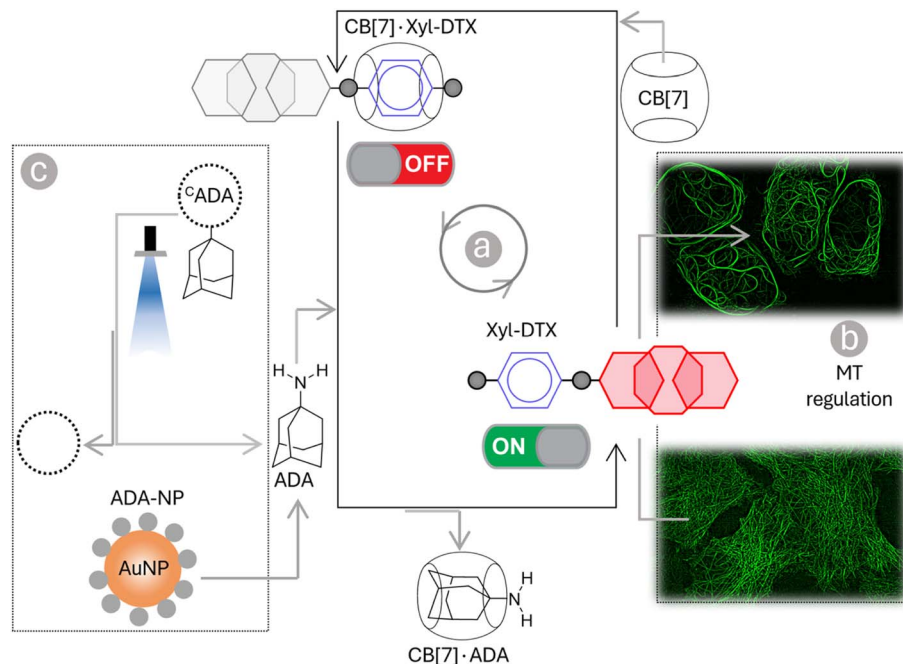 CB[7]·Xyl-DTX
CB[7]
OFF
c
ᶜADA
a
Xyl-DTX
b
MT
regulation
H
N
H
ON
ADA
ADA-NP
AuNP
H
N
H
CB[7]·ADA